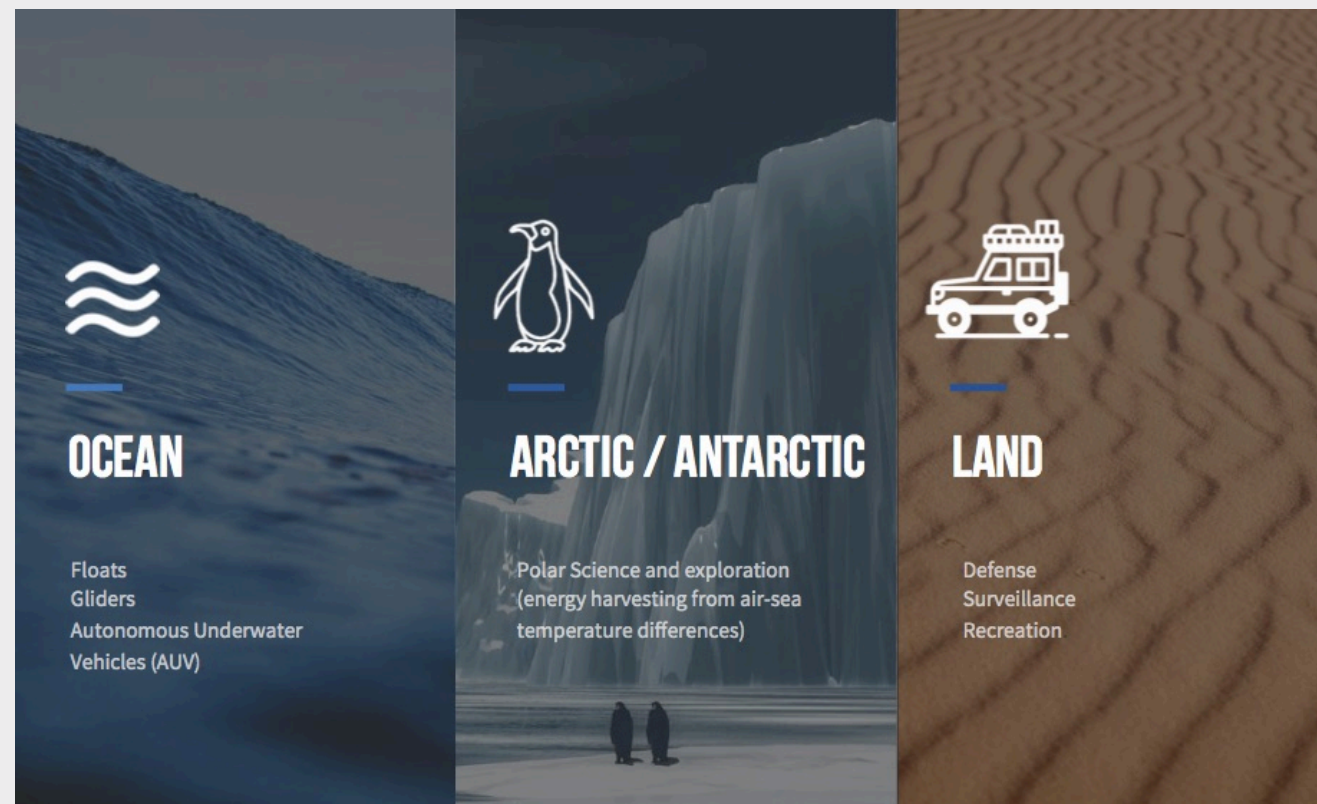 OCEAN
Floats
Gliders
Autonomous Underwater
Vehicles (AUV)
ARCTIC / ANTARCTIC
Polar Science and exploration
(energy harvesting from air-sea
temperature differences)
LAND
Defense
Surveillance
Recreation